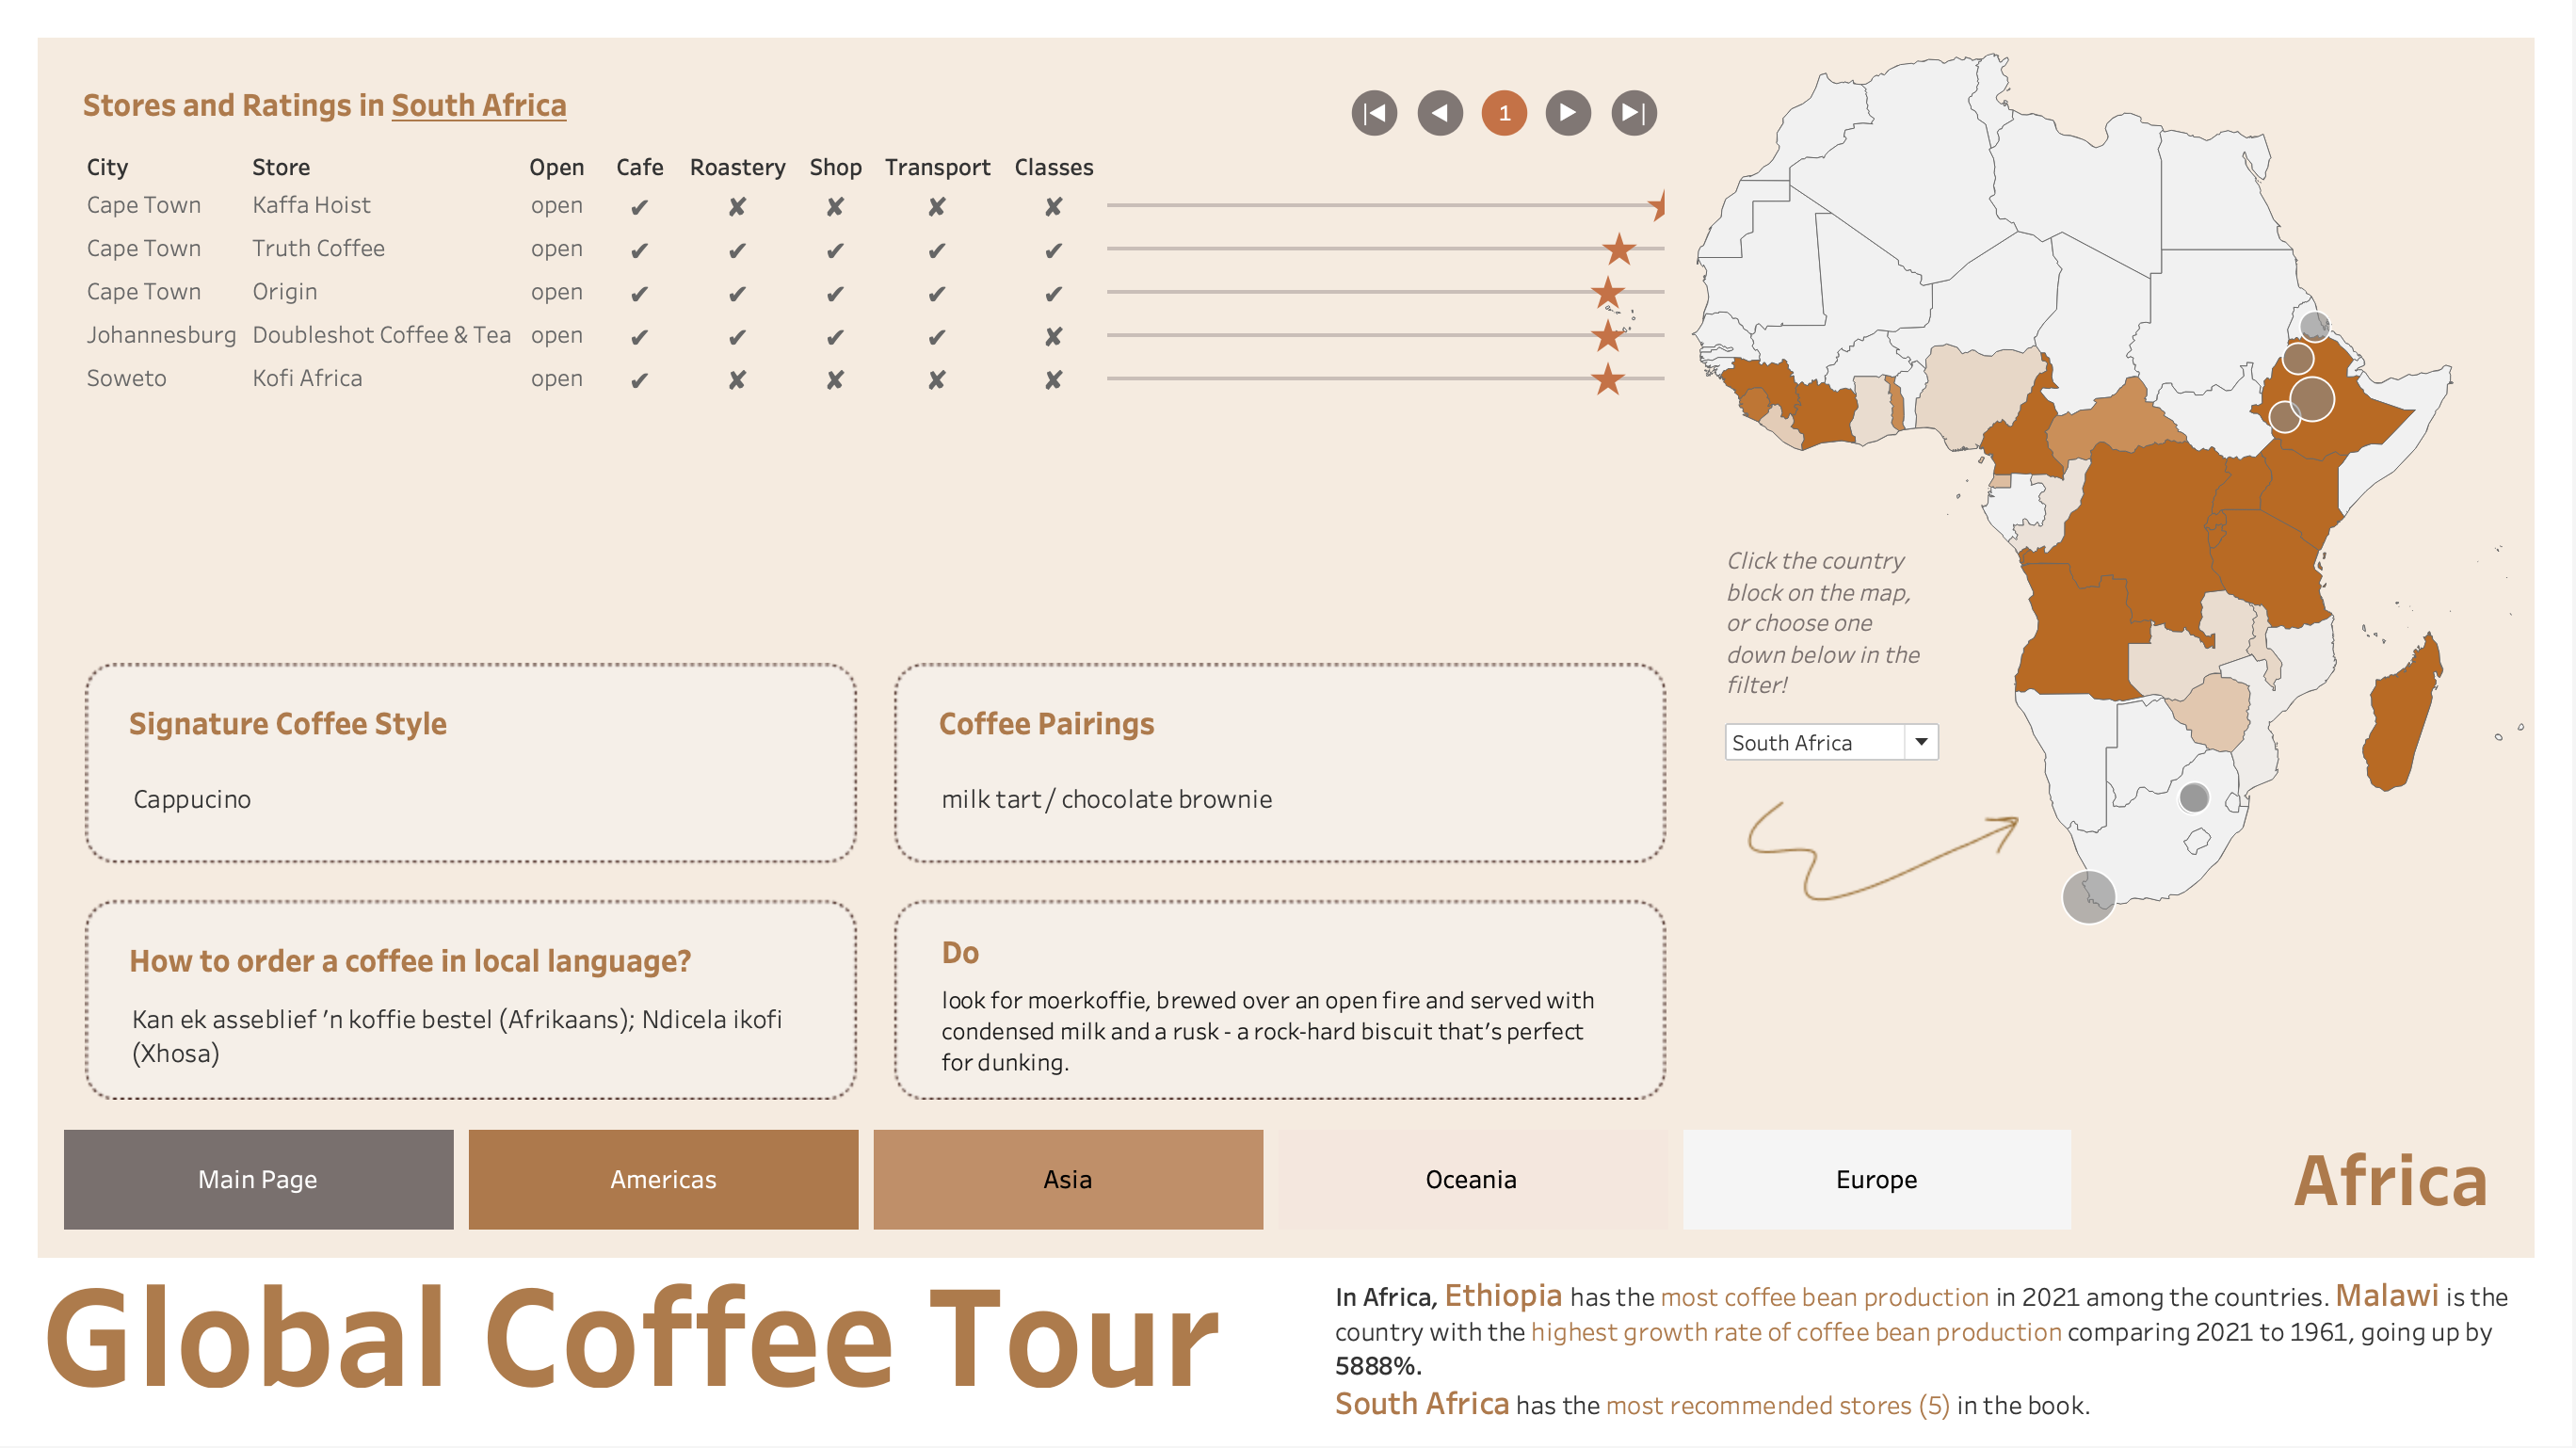 Stores and Ratings in South Africa
1
City Store Open Cafe Roastery Shop Transport Classes
Cape Town Kaffa Hoist open ✔ ✘ ✘ ✘ ✘
Cape Town Truth Coffee open ✔ ✔ ✔ ✔ ✔
Cape Town Origin open ✔ ✔ ✔ ✔ ✔
Johannesburg Doubleshot Coffee & Tea open ✔ ✔ ✔ ✔ ✘
Soweto Kofi Africa open ✔ ✘ ✘ ✘ ✘
Click the country
block on the map,
or choose one
down below in the
filter!
South Africa
Signature Coffee Style
Cappucino
Coffee Pairings
milk tart / chocolate brownie
How to order a coffee in local language?
Kan ek asseblief ’n koffie bestel (Afrikaans); Ndicela ikofi
(Xhosa)
Do
look for moerkoffie, brewed over an open fire and served with
condensed milk and a rusk - a rock-hard biscuit that’s perfect
for dunking.
Main Page
Americas
Asia
Oceania
Europe
Africa
Global Coffee Tour
In Africa, Ethiopia has the most coffee bean production in 2021 among the countries. Malawi is the
country with the highest growth rate of coffee bean production comparing 2021 to 1961, going up by
5888%.
South Africa has the most recommended stores (5) in the book.